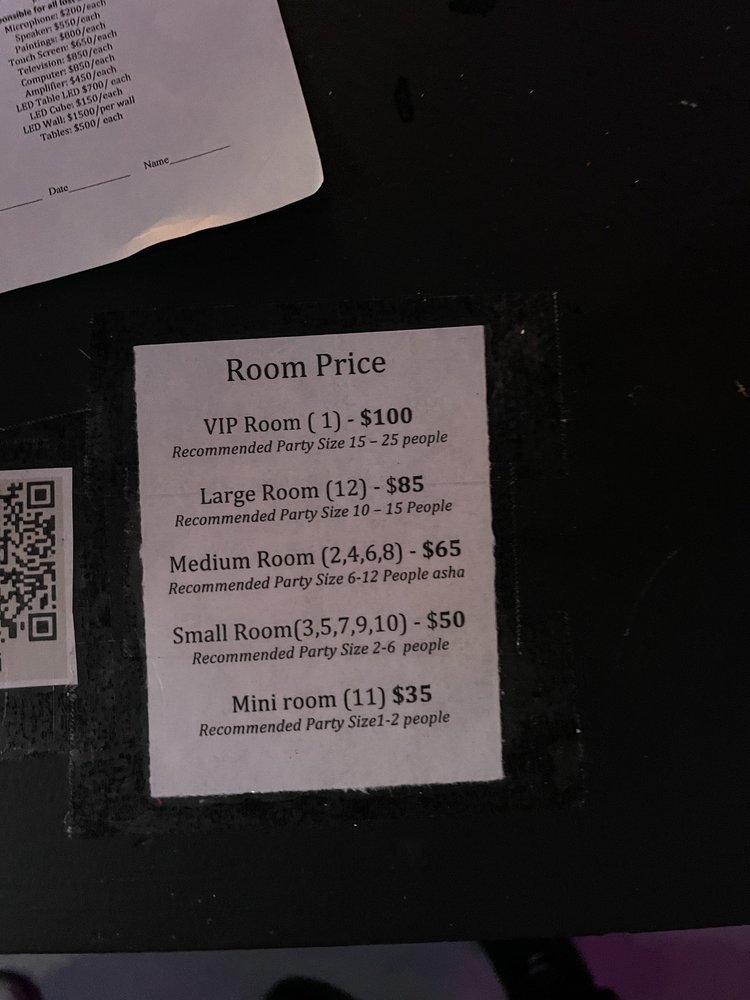 onsible for all
Microphone: $200/each
Speaker: $550/each
Paintings: $800/each
Touch Screen: $650/each
Television: $850/each
Computer: $850/each
Amplifier: $450/each
LED Table LED $700/ each
LED Cube: $150/each
LED Wall: $1500/per wall
Tables: $500/ each
Date Name
Room Price
VIP Room ( 1) - $100
Recommended Party Size 15 – 25 people
Large Room (12) - $85
Recommended Party Size 10 – 15 People
Medium Room (2,4,6,8) - $65
Recommended Party Size 6-12 People asha
Small Room(3,5,7,9,10) - $50
Recommended Party Size 2-6 people
Mini room (11) $35
Recommended Party Size1-2 people